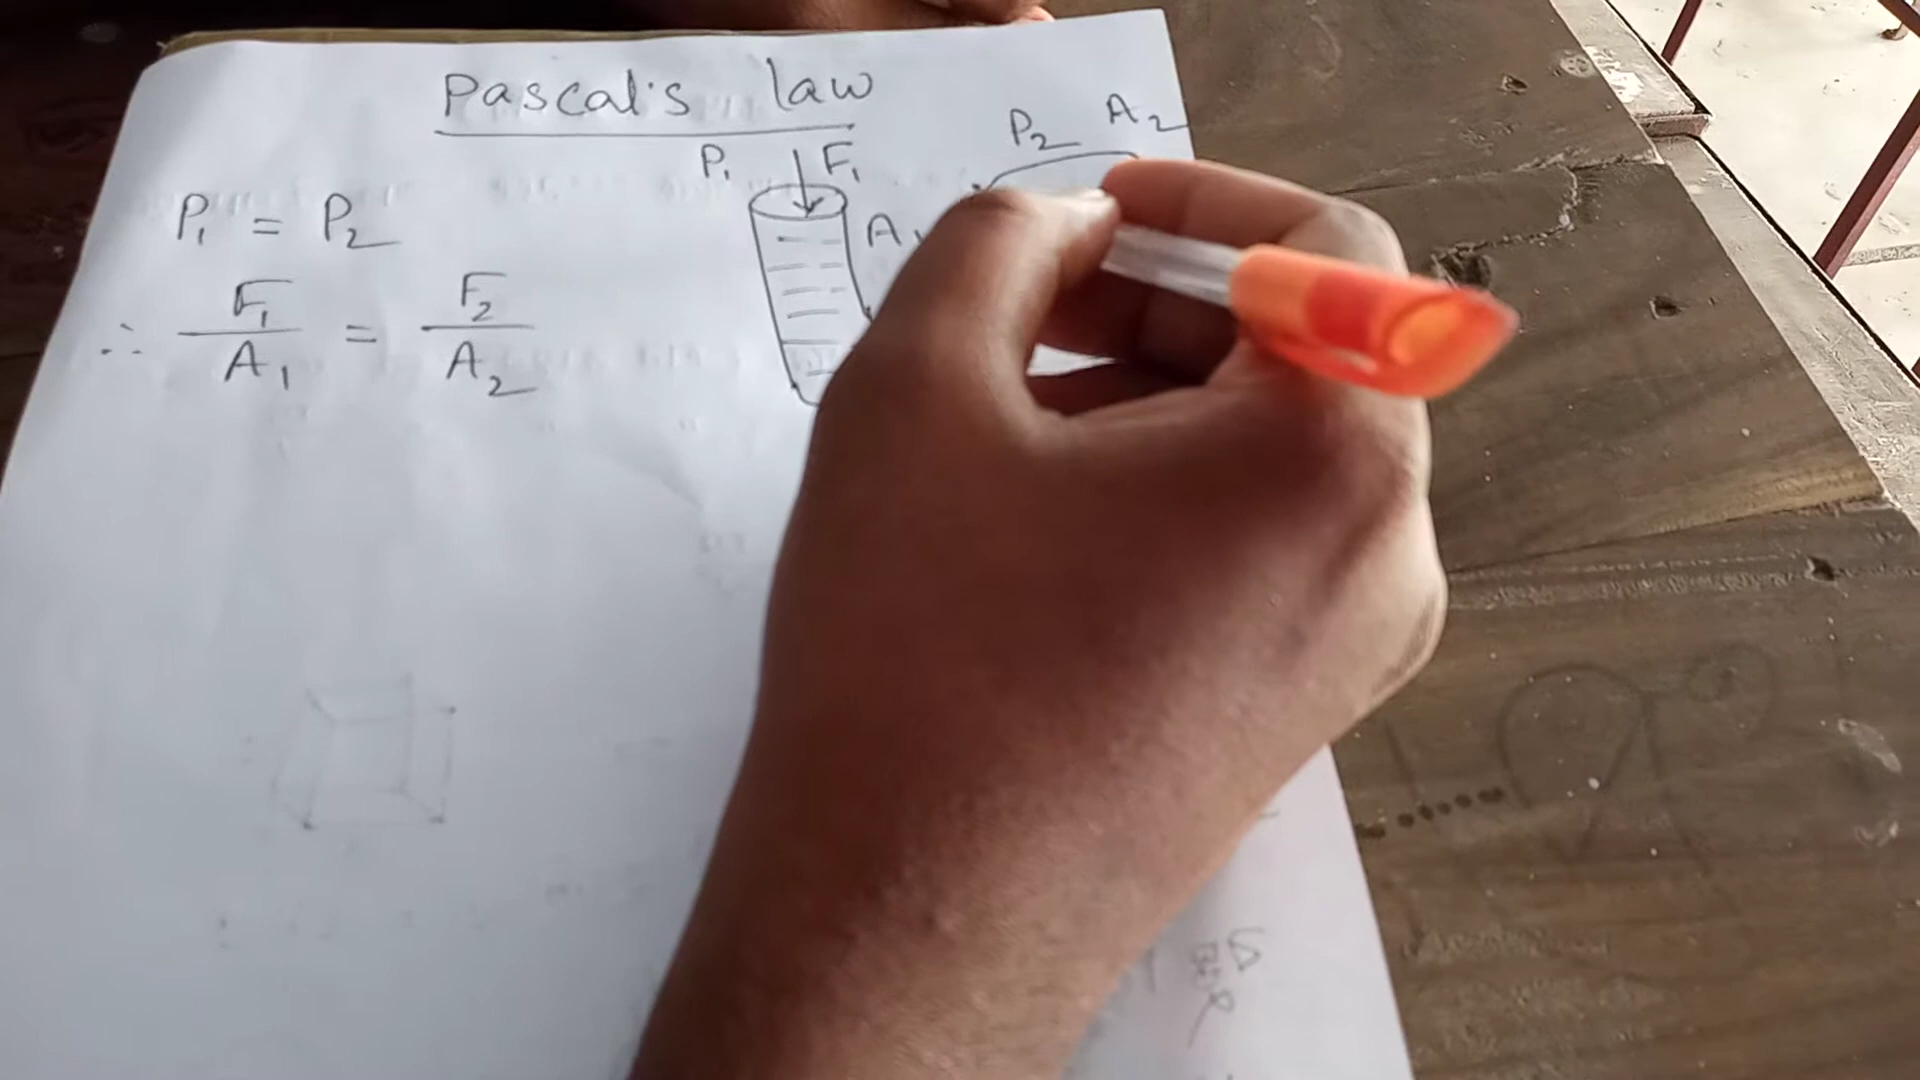 Pascal's law
P₂ A₂
P₁ F₁
A₁
P₁ = P₂
∴ F₁/A₁ = F₂/A₂